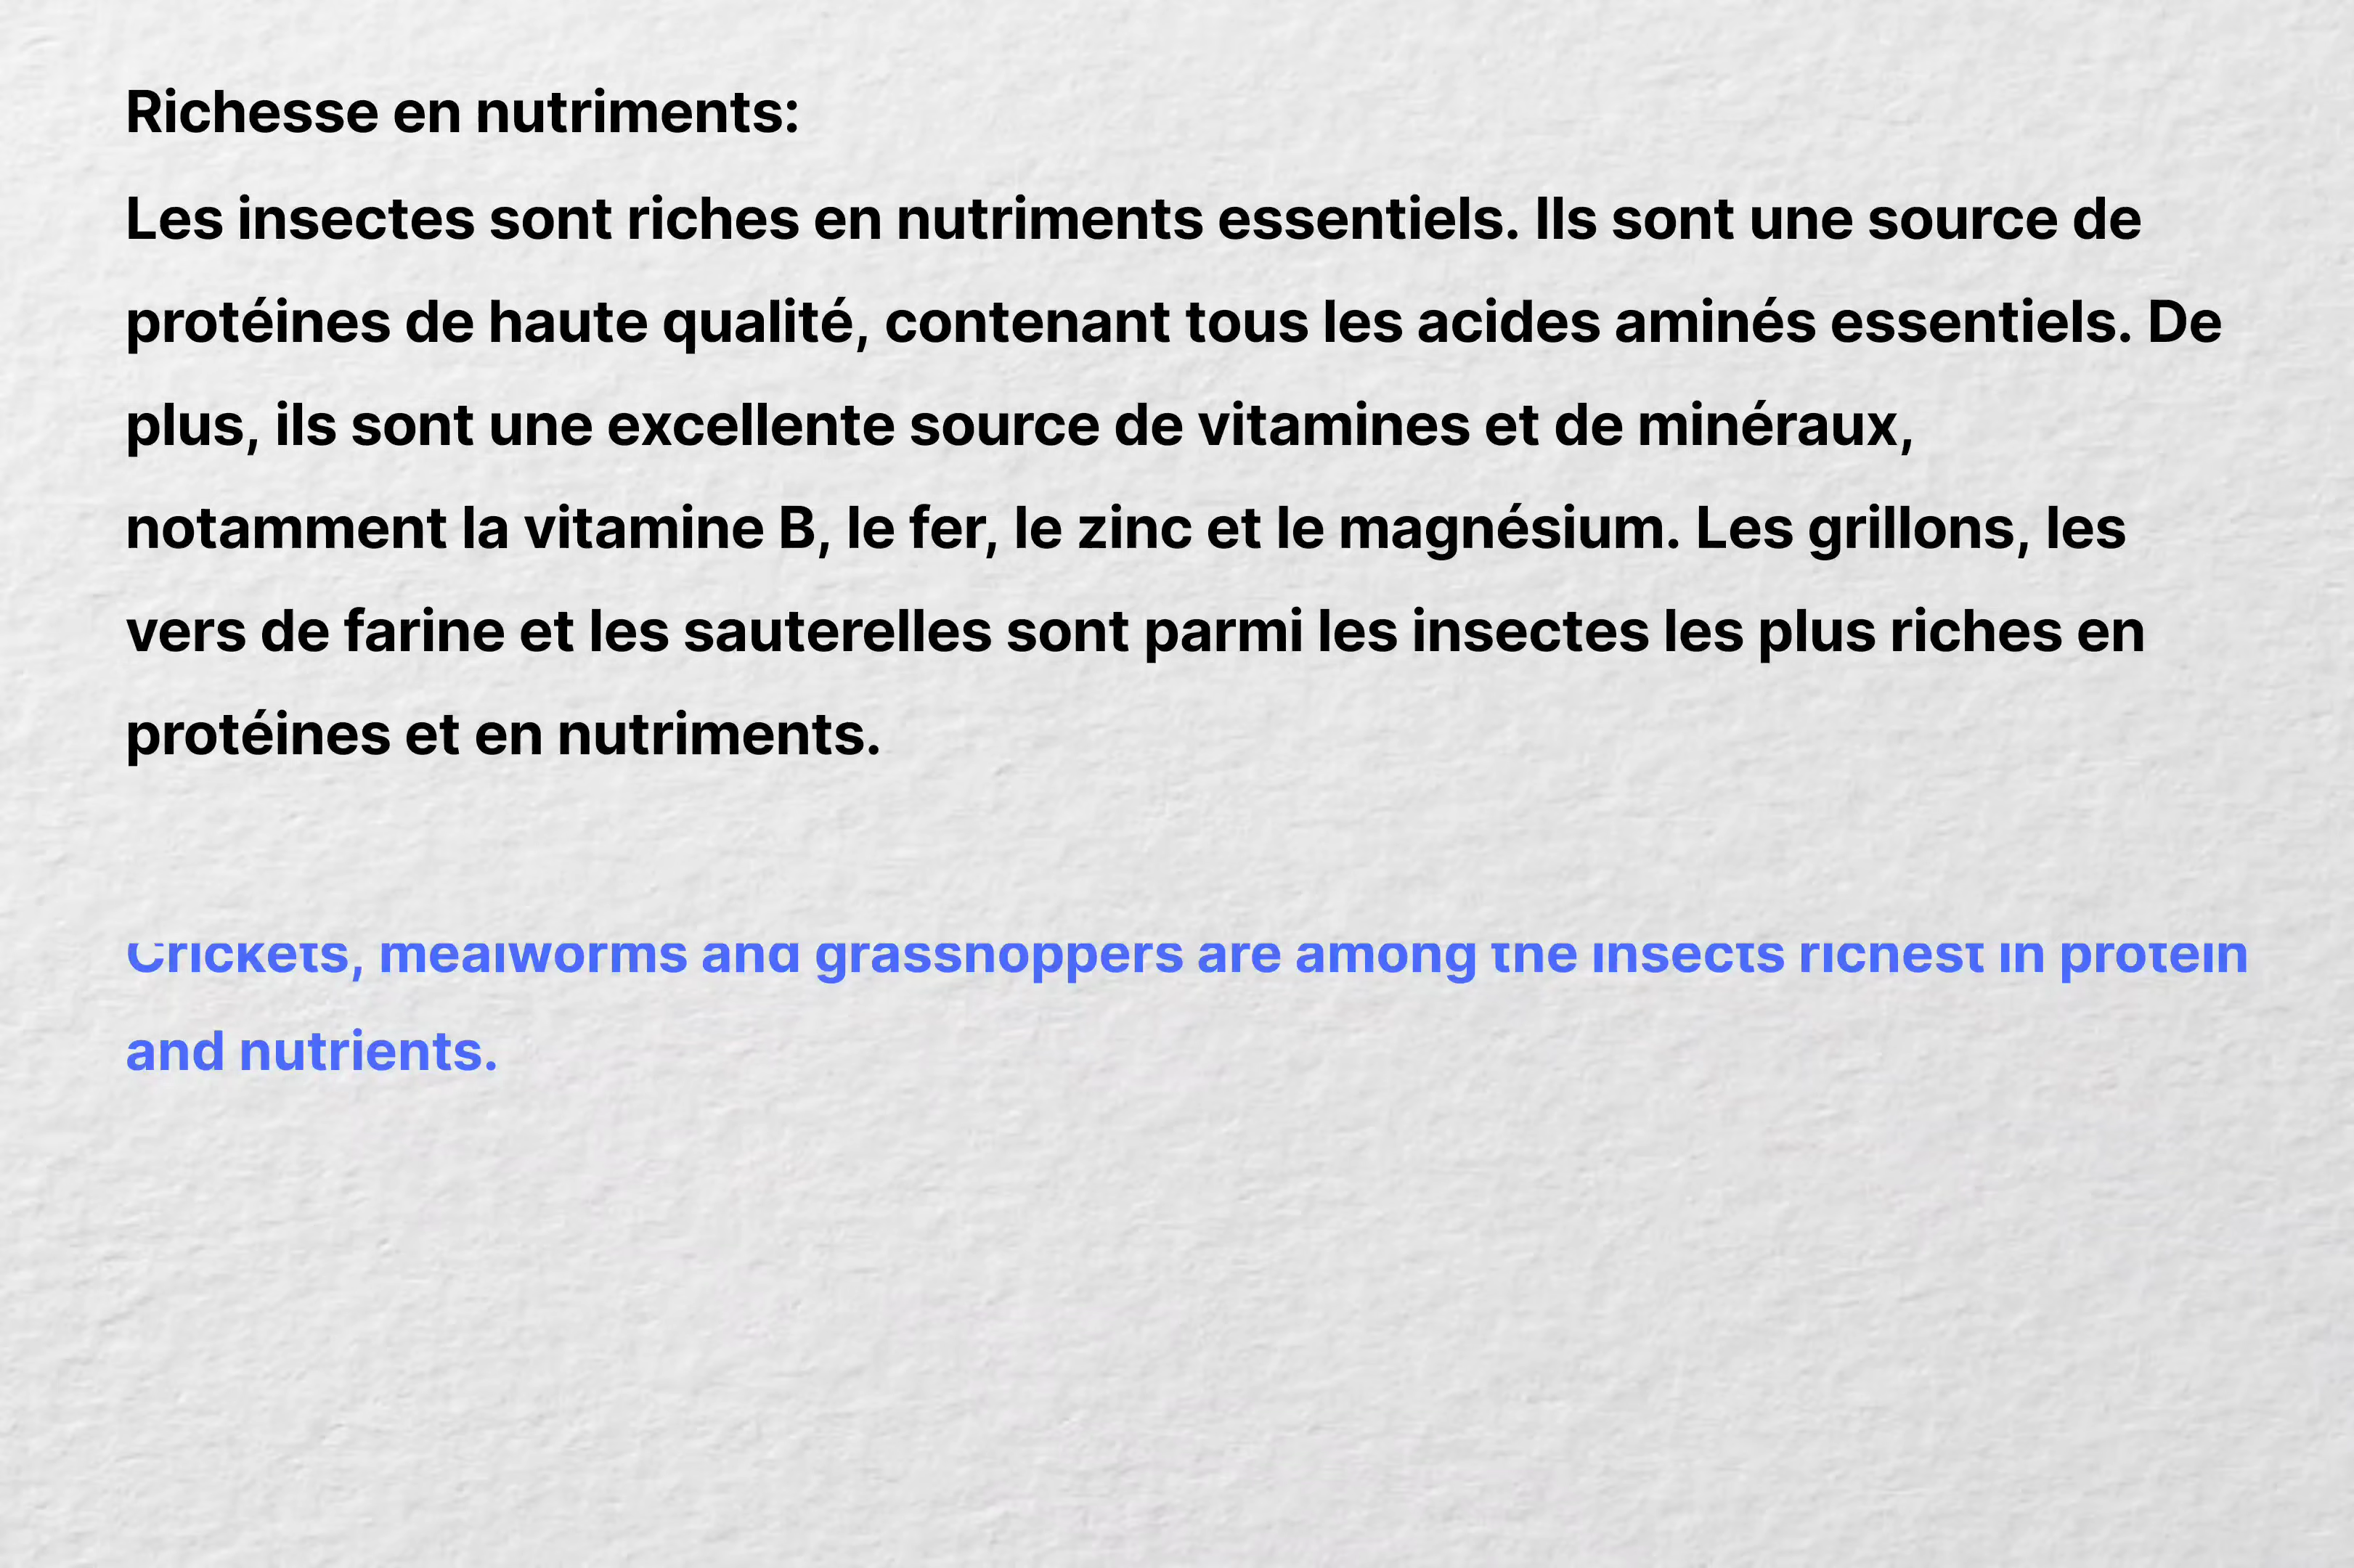 Richesse en nutriments:
Les insectes sont riches en nutriments essentiels. Ils sont une source de
protéines de haute qualité, contenant tous les acides aminés essentiels. De
plus, ils sont une excellente source de vitamines et de minéraux,
notamment la vitamine B, le fer, le zinc et le magnésium. Les grillons, les
vers de farine et les sauterelles sont parmi les insectes les plus riches en
protéines et en nutriments.
Crickets, mealworms and grasshoppers are among the insects richest in protein
and nutrients.